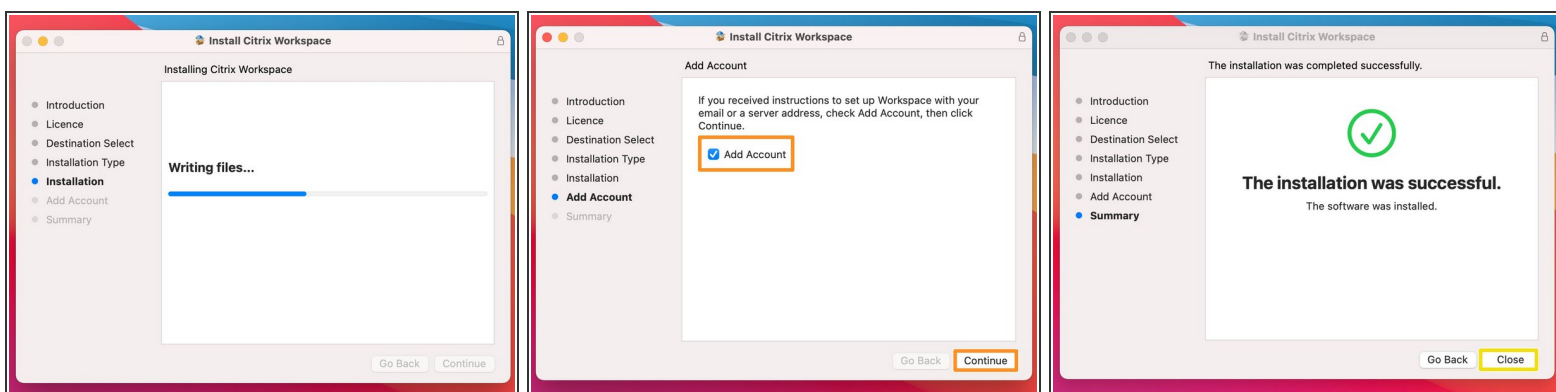 Install Citrix Workspace
Installing Citrix Workspace
Introduction
Licence
Destination Select
Installation Type
Installation
Add Account
Summary
Writing files...
Go Back Continue
Install Citrix Workspace
Add Account
Introduction
Licence
Destination Select
Installation Type
Installation
Add Account
Summary
If you received instructions to set up Workspace with your
email or a server address, check Add Account, then click
Continue.
Add Account
Go Back Continue
Install Citrix Workspace
The installation was completed successfully.
Introduction
Licence
Destination Select
Installation Type
Installation
Add Account
Summary
The installation was successful.
The software was installed.
Go Back Close